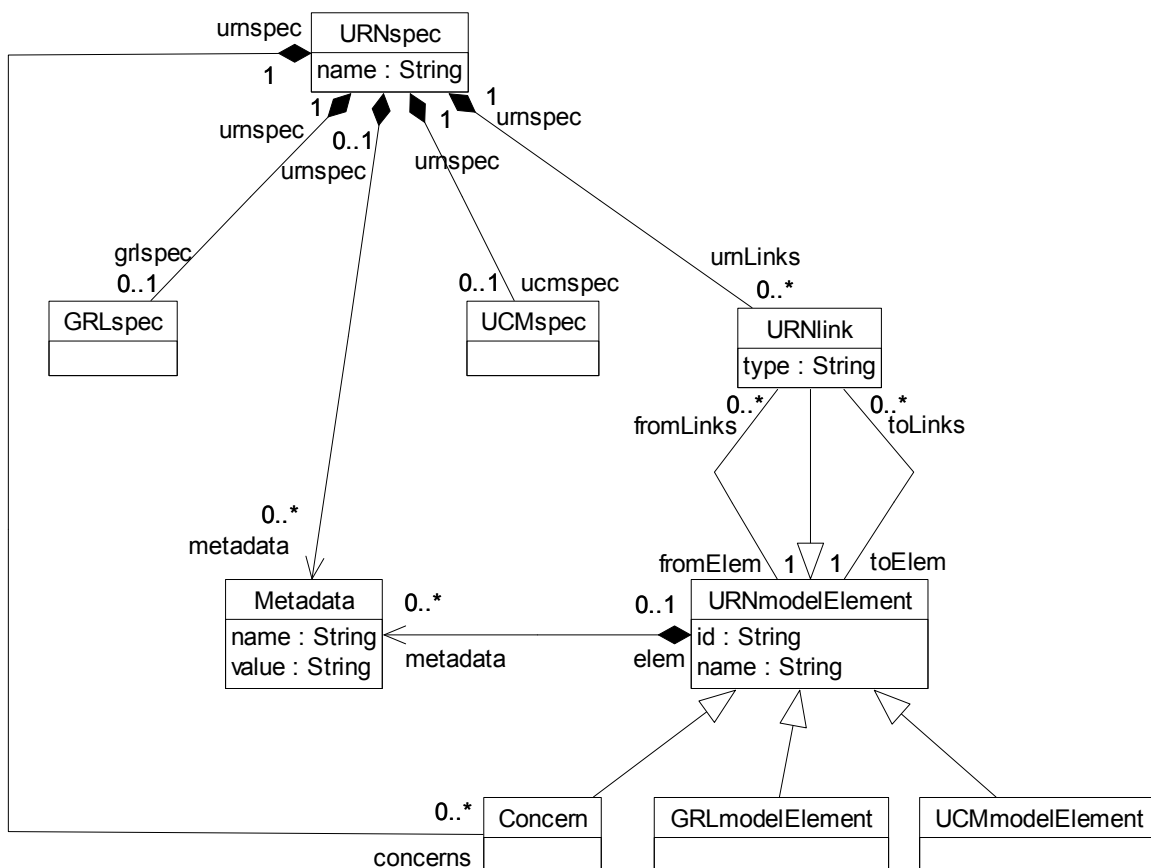 urnspec
URNspec
1
name : String
1
urnspec
0..1
urnspec
1
urnspec
1
urnspec
grlspec
0..1
GRLspec
0..1
ucmspec
UCMspec
urnLinks
0..*
URNlink
type : String
0..*
fromLinks
0..*
toLinks
0..*
metadata
fromElem
1
1
toElem
Metadata
name : String
value : String
0..*
metadata
0..1
elem
URNmodelElement
id : String
name : String
0..*
concerns
Concern
GRLmodelElement
UCMmodelElement